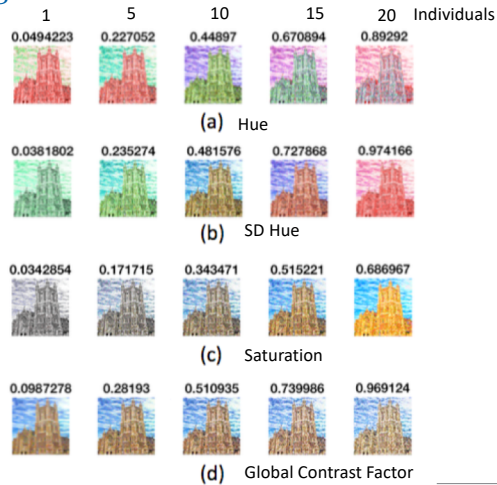 1 5 10 15 20 Individuals
0.0494223 0.227052 0.44897 0.670894 0.89292
(a) Hue
0.0381802 0.235274 0.481576 0.727868 0.974166
(b) SD Hue
0.0342854 0.171715 0.343471 0.515221 0.686967
(c) Saturation
0.0987278 0.28193 0.510935 0.739986 0.969124
(d) Global Contrast Factor